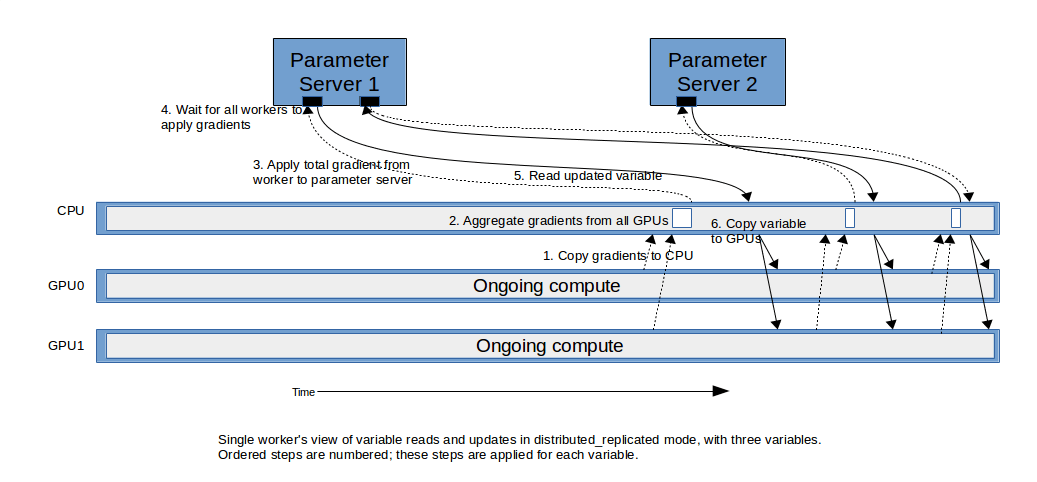 Parameter
Server 1
Parameter
Server 2
4. Wait for all workers to
apply gradients
3. Apply total gradient from
worker to parameter server
5. Read updated variable
CPU
2. Aggregate gradients from all GPUs
6. Copy variable
to GPUs
1. Copy gradients to CPU
GPU0
Ongoing compute
GPU1
Ongoing compute
Time
Single worker's view of variable reads and updates in distributed_replicated mode, with three variables.
Ordered steps are numbered; these steps are applied for each variable.